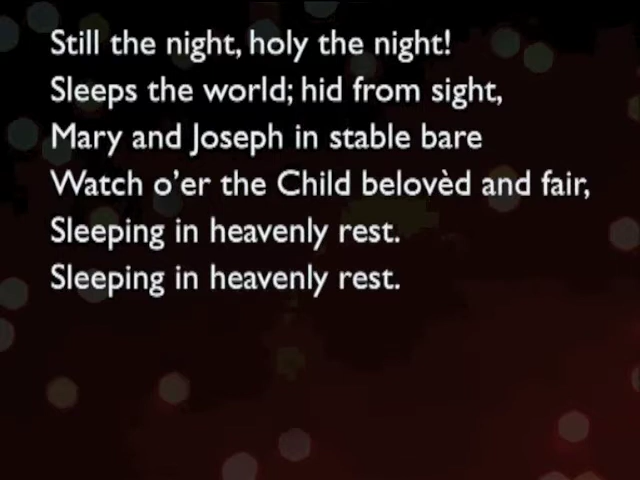 Still the night, holy the night!
Sleeps the world; hid from sight,
Mary and Joseph in stable bare
Watch o’er the Child belovèd and fair,
Sleeping in heavenly rest.
Sleeping in heavenly rest.